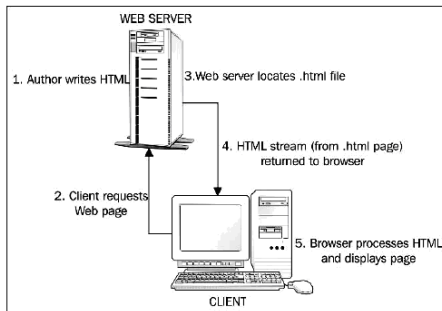 WEB SERVER
1. Author writes HTML
3.Web server locates .html file
4. HTML stream (from .html page)
returned to browser
2. Client requests
Web page
5. Browser processes HTML
and displays page
CLIENT